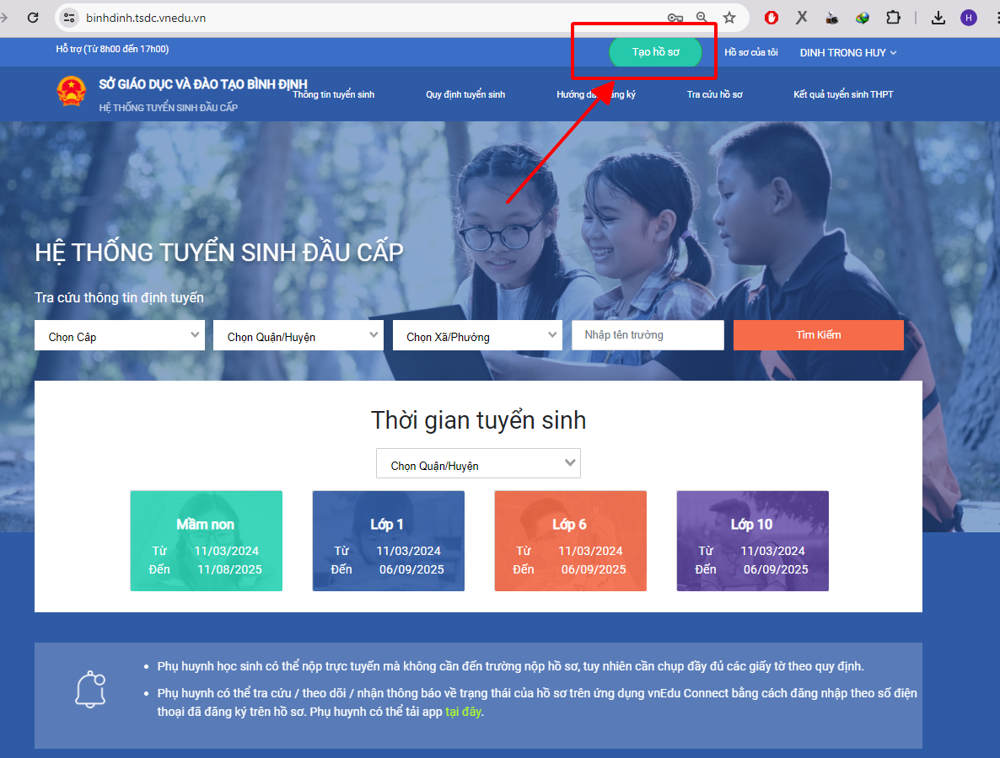 binhdinh.tsdc.vnedu.vn
H
Hỗ trợ (Từ 8h00 đến 17h00)
Tạo hồ sơ
Hồ sơ của tôi
DINH TRONG HUY
SỞ GIÁO DỤC VÀ ĐÀO TẠO BÌNH ĐỊNH
HỆ THỐNG TUYỂN SINH ĐẦU CẤP
Thông tin tuyển sinh
Quy định tuyển sinh
Hướng dẫn đăng ký
Tra cứu hồ sơ
Kết quả tuyển sinh THPT
HỆ THỐNG TUYỂN SINH ĐẦU CẤP
Tra cứu thông tin định tuyến
Chọn Cấp
Chọn Quận/Huyện
Chọn Xã/Phường
Nhập tên trường
Tìm Kiếm
Thời gian tuyển sinh
Chọn Quận/Huyện
Mầm non
Từ 11/03/2024
Đến 11/08/2025
Lớp 1
Từ 11/03/2024
Đến 06/09/2025
Lớp 6
Từ 11/03/2024
Đến 06/09/2025
Lớp 10
Từ 11/03/2024
Đến 06/09/2025
Phụ huynh học sinh có thể nộp trực tuyến mà không cần đến trường nộp hồ sơ, tuy nhiên cần chụp đầy đủ các giấy tờ theo quy định.
Phụ huynh có thể tra cứu / theo dõi / nhận thông báo về trạng thái của hồ sơ trên ứng dụng vnEdu Connect bằng cách đăng nhập theo số điện
thoại đã đăng ký trên hồ sơ. Phụ huynh có thể tải app tại đây.